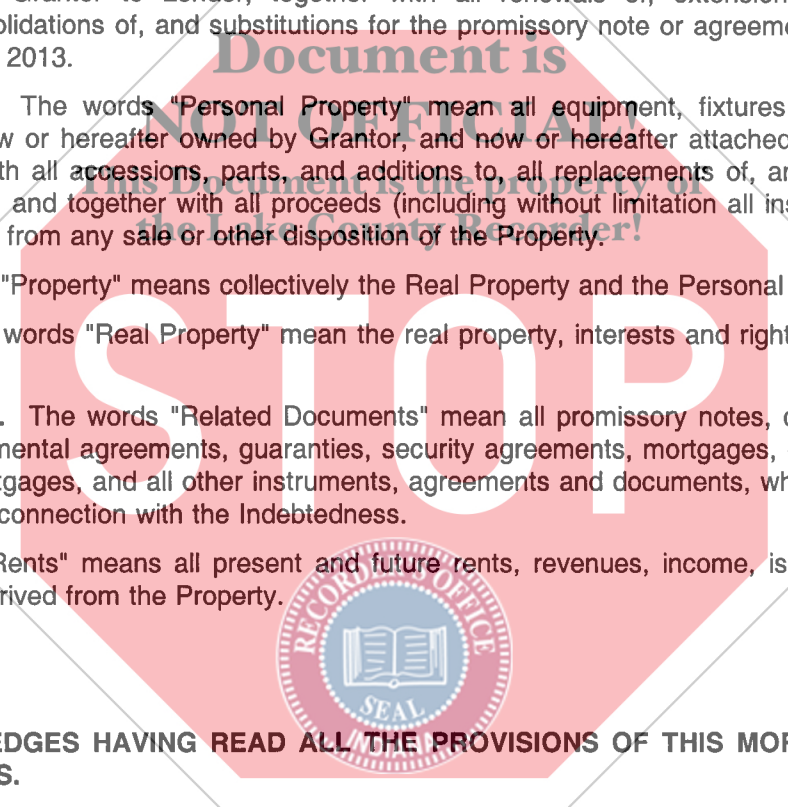 Grantor to Lender, together with all renewals of, extension
olidations of, and substitutions for the promissory note or agreeme
2013.
Document is
The words "Personal Property" mean all equipment, fixtures
NOT OFFICIAL!
w or hereafter owned by Grantor, and now or hereafter attached
th all accessions, parts, and additions to, all replacements of, an
This Document is the property of
and together with all proceeds (including without limitation all ins
from any sale or other disposition of the Property.
the Lake County Recorder!
"Property" means collectively the Real Property and the Personal
words "Real Property" mean the real property, interests and right
STOP
. The words "Related Documents" mean all promissory notes, c
mental agreements, guaranties, security agreements, mortgages,
tgages, and all other instruments, agreements and documents, wh
connection with the Indebtedness.
Rents" means all present and future rents, revenues, income, is
rived from the Property.
RECORDER'S OFFICE
SEAL
INDIANA
EDGES HAVING READ ALL THE PROVISIONS OF THIS MOR
S.